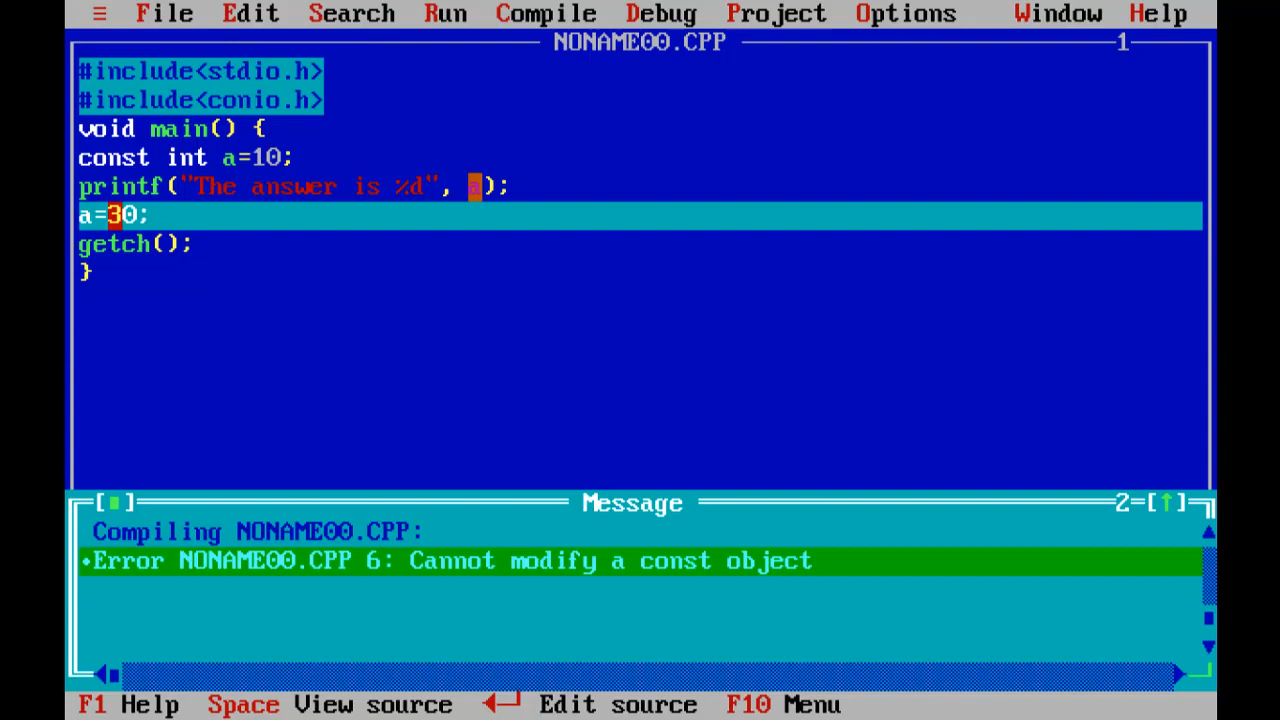 ≡ File Edit Search Run Compile Debug Project Options Window Help
NONAME00.CPP 1
#include<stdio.h>
#include<conio.h>
void main() {
const int a=10;
printf("The answer is %d", a);
a=30;
getch();
}
[■] Message 2=[↑]
Compiling NONAME00.CPP:
•Error NONAME00.CPP 6: Cannot modify a const object
F1 Help Space View source ◄┘ Edit source F10 Menu